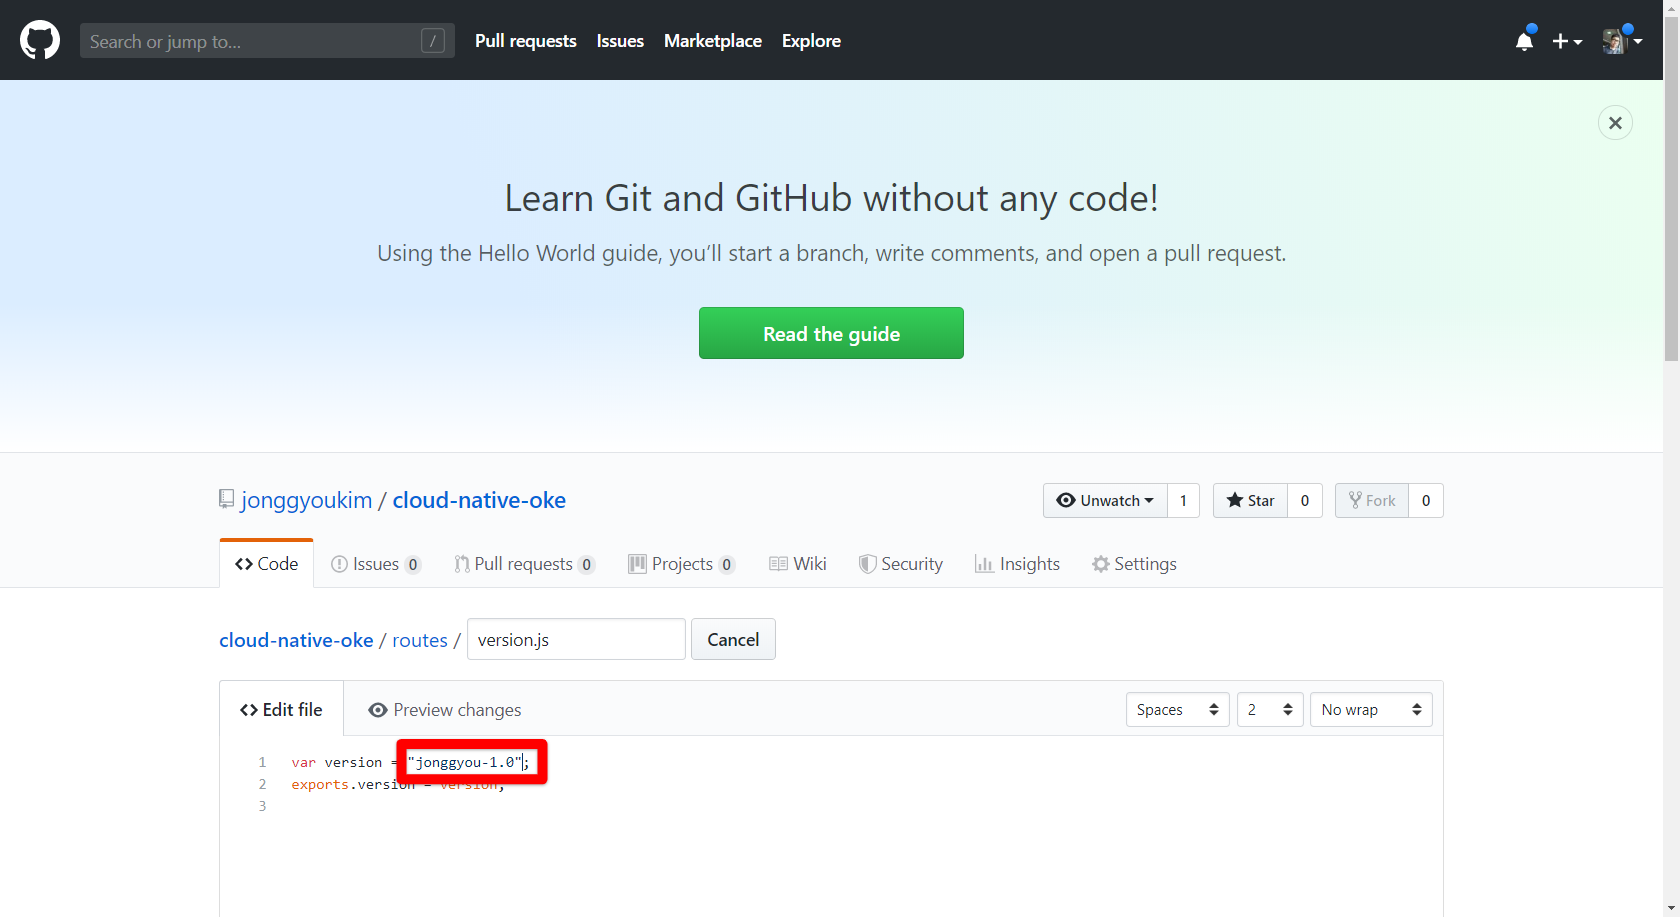 Search or jump to... /
Pull requests Issues Marketplace Explore
Learn Git and GitHub without any code!
Using the Hello World guide, you’ll start a branch, write comments, and open a pull request.
Read the guide
jonggyoukim / cloud-native-oke
Unwatch 1 Star 0 Fork 0
Code Issues 0 Pull requests 0 Projects 0 Wiki Security Insights Settings
cloud-native-oke / routes / version.js Cancel
Edit file Preview changes Spaces 2 No wrap
1 var version = "jonggyou-1.0";
2 exports.version = version;
3